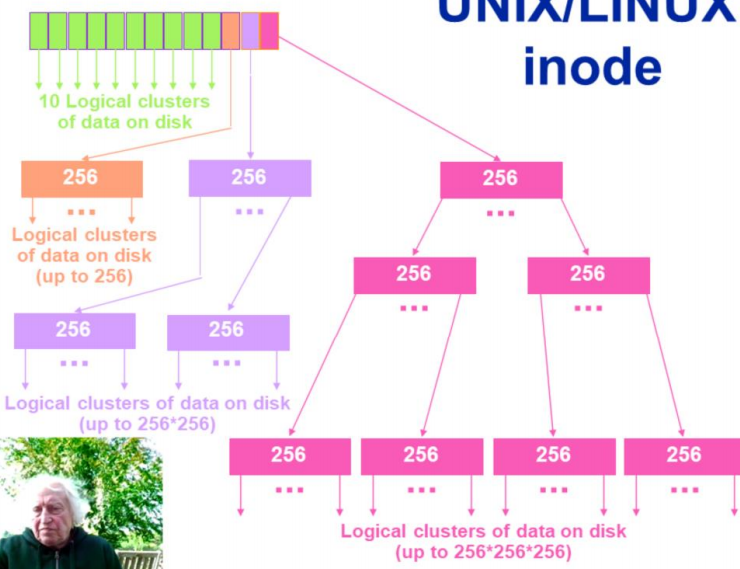 UNIX/LINUX
inode
10 Logical clusters
of data on disk
256
256
256
...
...
...
Logical clusters
of data on disk
(up to 256)
256
256
...
...
256
256
...
...
Logical clusters of data on disk
(up to 256*256)
256
256
256
256
...
...
...
...
Logical clusters of data on disk
(up to 256*256*256)